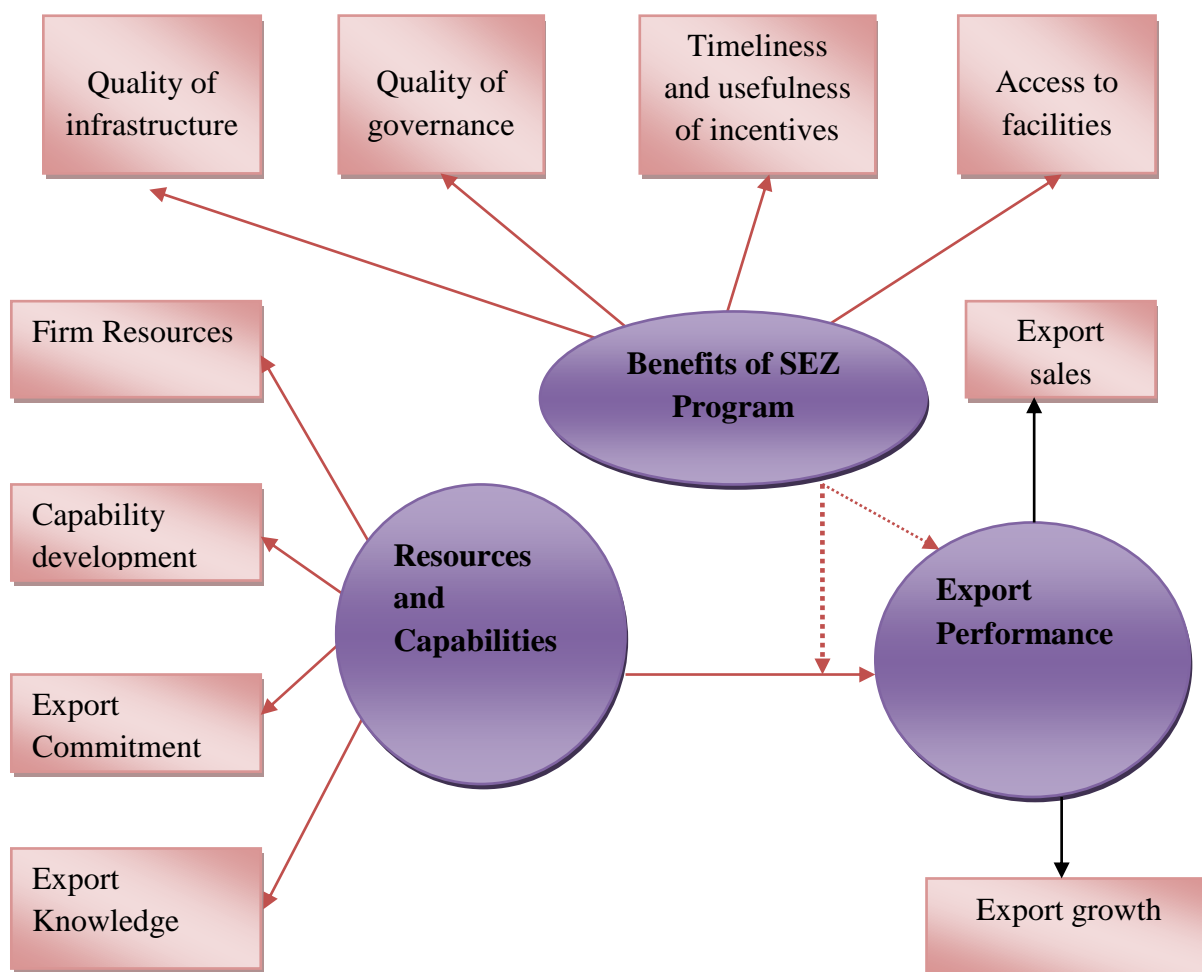 Quality of
infrastructure
Quality of
governance
Timeliness
and usefulness
of incentives
Access to
facilities
Firm Resources
Benefits of SEZ
Program
Export
sales
Capability
development
Resources
and
Capabilities
Export
Performance
Export
Commitment
Export
Knowledge
Export growth